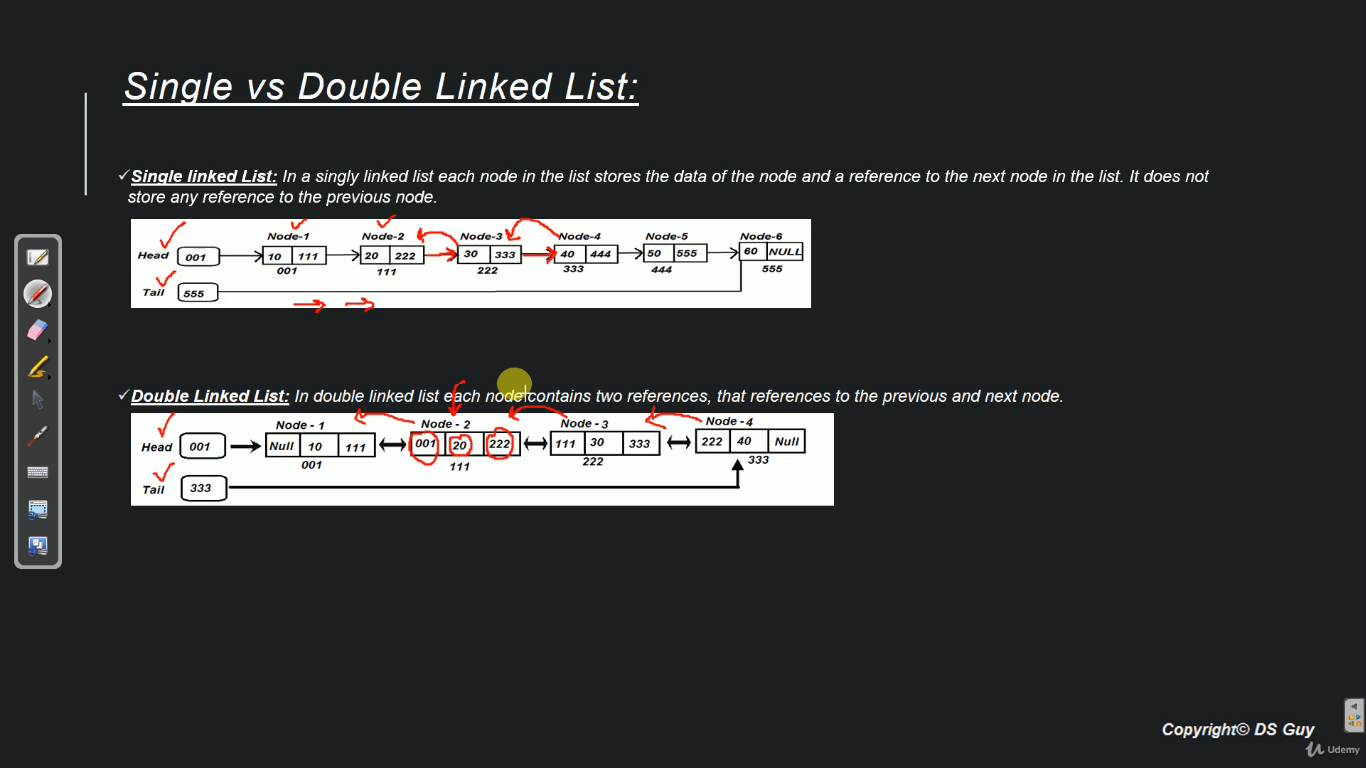 Single vs Double Linked List:
✓Single linked List: In a singly linked list each node in the list stores the data of the node and a reference to the next node in the list. It does not
store any reference to the previous node.
Node-1 Node-2 Node-3 Node-4 Node-5 Node-6
Head 001 10 111 20 222 30 333 40 444 50 555 60 NULL
001 111 222 333 444 555
Tail 555
✓Double Linked List: In double linked list each node contains two references, that references to the previous and next node.
Node - 1 Node - 2 Node - 3 Node -4
Head 001 Null 10 111 001 20 222 111 30 333 222 40 Null
001 111 222 333
Tail 333
Copyright© DS Guy
Udemy